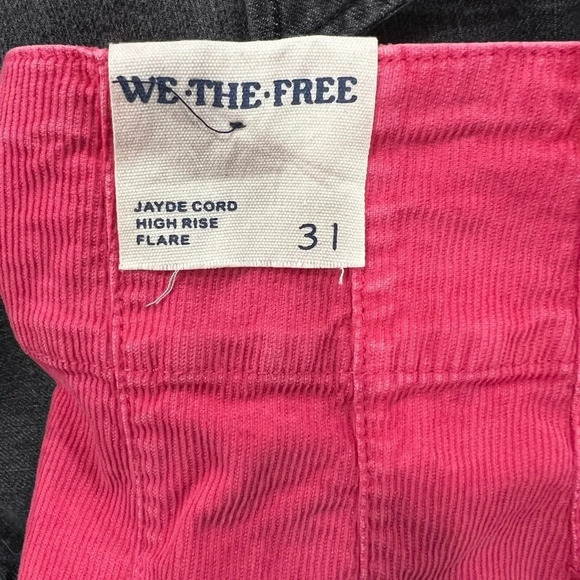 WE·THE·FREE
JAYDE CORD
HIGH RISE
FLARE
31